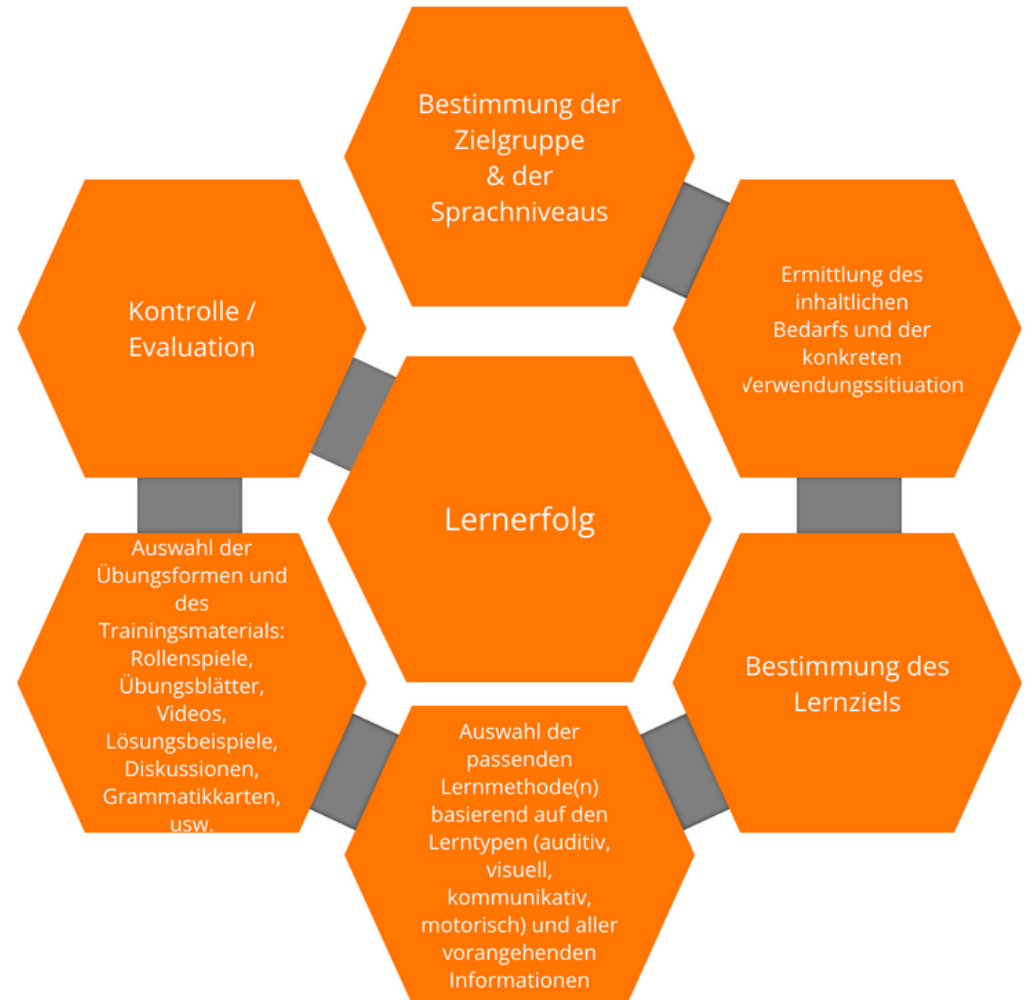 Bestimmung der
Zielgruppe
& der
Sprachniveaus
Ermittlung des
inhaltlichen
Bedarfs und der
konkreten
Verwendungssitiuation
Bestimmung des
Lernziels
Auswahl der
passenden
Lernmethode(n)
basierend auf den
Lerntypen (auditiv,
visuell,
kommunikativ,
motorisch) und aller
vorangehenden
Informationen
Auswahl der
Übungsformen und
des
Trainingsmaterials:
Rollenspiele,
Übungsblätter,
Videos,
Lösungsbeispiele,
Diskussionen,
Grammatikkarten,
usw.
Kontrolle /
Evaluation
Lernerfolg